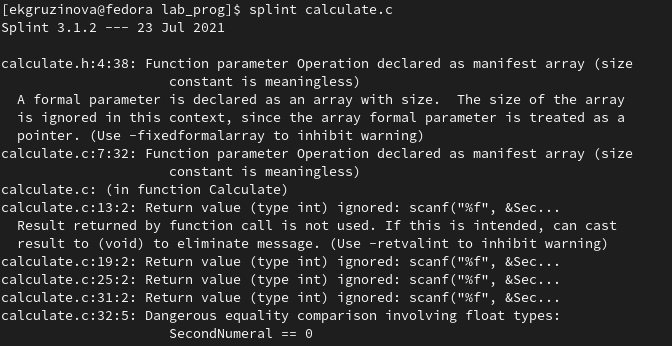 [ekgruzinova@fedora lab_prog]$ splint calculate.c
Splint 3.1.2 --- 23 Jul 2021
calculate.h:4:38: Function parameter Operation declared as manifest array (size
constant is meaningless)
A formal parameter is declared as an array with size.  The size of the array
is ignored in this context, since the array formal parameter is treated as a
pointer. (Use -fixedformalarray to inhibit warning)
calculate.c:7:32: Function parameter Operation declared as manifest array (size
constant is meaningless)
calculate.c: (in function Calculate)
calculate.c:13:2: Return value (type int) ignored: scanf("%f", &Sec...
Result returned by function call is not used. If this is intended, can cast
result to (void) to eliminate message. (Use -retvalint to inhibit warning)
calculate.c:19:2: Return value (type int) ignored: scanf("%f", &Sec...
calculate.c:25:2: Return value (type int) ignored: scanf("%f", &Sec...
calculate.c:31:2: Return value (type int) ignored: scanf("%f", &Sec...
calculate.c:32:5: Dangerous equality comparison involving float types:
SecondNumeral == 0